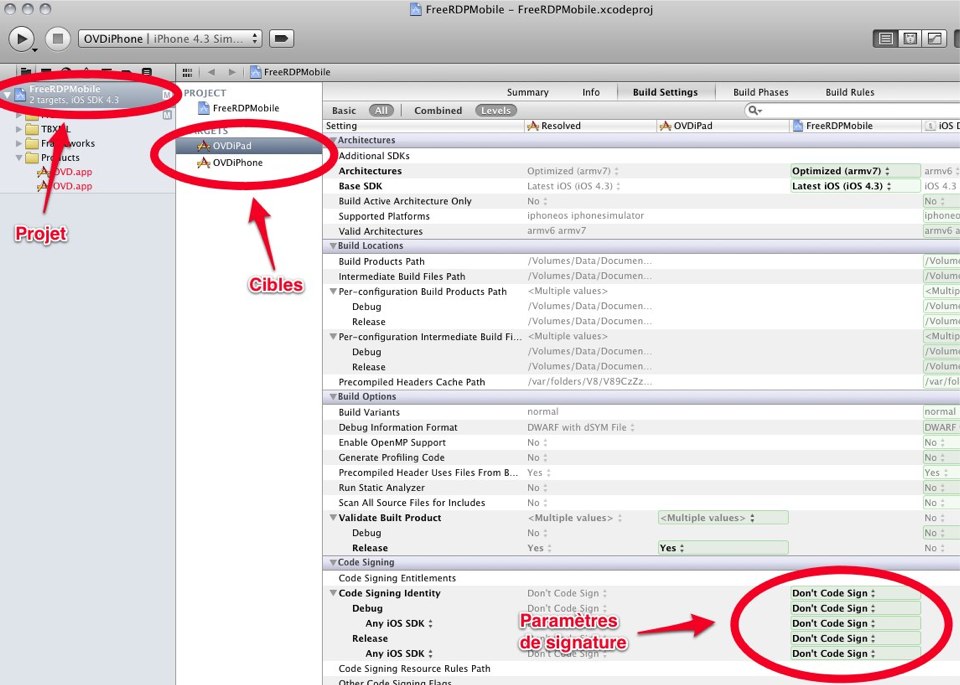 FreeRDPMobile – FreeRDPMobile.xcodeproj
OVDiPhone | iPhone 4.3 Sim...
FreeRDPMobile
FreeRDPMobile
2 targets, iOS SDK 4.3
M
M
Frameworks
Products
OVD.app
OVD.app
Projet
PROJECT
FreeRDPMobile
OVDiPad
OVDiPhone
Cibles
Summary Info Build Settings Build Phases Build Rules
Basic All Combined Levels
Setting Resolved OVDiPad FreeRDPMobile iOS D
Architectures
Additional SDKs
Architectures Optimized (armv7) Optimized (armv7) armv6
Base SDK Latest iOS (iOS 4.3) Latest iOS (iOS 4.3) iOS 4.3
Build Active Architecture Only No No
Supported Platforms iphoneos iphonesimulator iphoneo
Valid Architectures armv6 armv7 armv6 a
Build Locations
Build Products Path /Volumes/Data/Documen... /Volum
Intermediate Build Files Path /Volumes/Data/Documen... /Volum
Per-configuration Build Products Path <Multiple values> <Multip
Debug /Volumes/Data/Documen... /Volum
Release /Volumes/Data/Documen... /Volum
Per-configuration Intermediate Build Fi... <Multiple values> <Multip
Debug /Volumes/Data/Documen... /Volum
Release /Volumes/Data/Documen... /Volum
Precompiled Headers Cache Path /var/folders/V8/V89CzZz... /var/fol
Build Options
Build Variants normal normal
Debug Information Format DWARF with dSYM File DWARF
Enable OpenMP Support No No
Generate Profiling Code No No
Precompiled Header Uses Files From B... Yes Yes
Run Static Analyzer No No
Scan All Source Files for Includes No No
Validate Built Product <Multiple values> <Multiple values> No
Debug No No
Release Yes Yes No
Code Signing
Code Signing Entitlements
Code Signing Identity Don't Code Sign Don't Code Sign
Debug Don't Code Sign Don't Code Sign
Any iOS SDK Don't Code Sign
Release Don't Code Sign
Any iOS SDK Don't Code Sign Don't Code Sign
Paramètres
de signature
Code Signing Resource Rules Path
Other Code Signing Flags